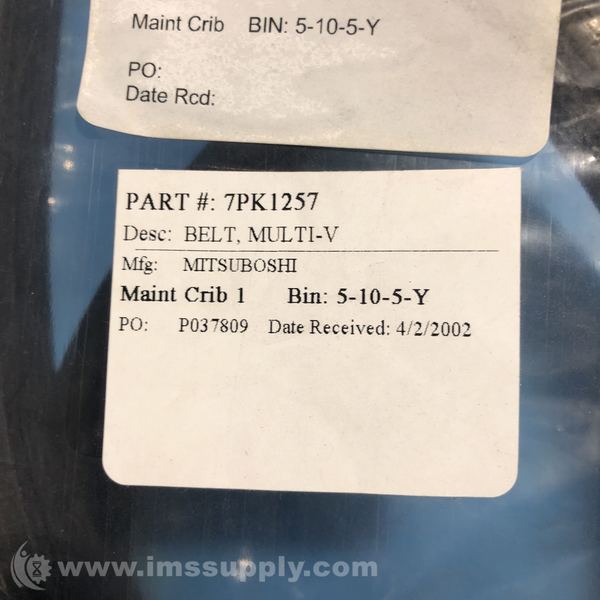 Maint Crib BIN: 5-10-5-Y
PO:
Date Rcd:
PART #: 7PK1257
Desc: BELT, MULTI-V
Mfg: MITSUBOSHI
Maint Crib 1 Bin: 5-10-5-Y
PO: P037809 Date Received: 4/2/2002
www.imssupply.com